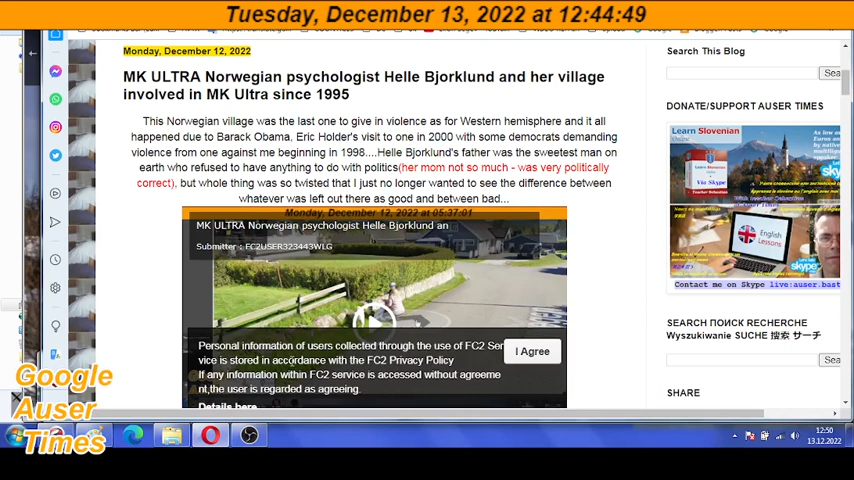 Tuesday, December 13, 2022 at 12:44:49
Monday, December 12, 2022
MK ULTRA Norwegian psychologist Helle Bjorklund and her village
involved in MK Ultra since 1995
This Norwegian village was the last one to give in violence as for Western hemisphere and it all
happened due to Barack Obama, Eric Holder's visit to one in 2000 with some democrats demanding
violence from one against me beginning in 1998....Helle Bjorklund's father was the sweetest man on
earth who refused to have anything to do with politics(her mom not so much - was very politically
correct), but whole thing was so twisted that I just no longer wanted to see the difference between
whatever was left out there as good and between bad...
Monday, December 12, 2022 at 05:37:01
MK ULTRA Norwegian psychologist Helle Bjorklund an
Submitter : FC2USER323443WLG
Personal information of users collected through the use of FC2 Ser
vice is stored in accordance with the FC2 Privacy Policy
If any information within FC2 service is accessed without agreeme
nt,the user is regarded as agreeing.
Details here
I Agree
Search This Blog
Sea
DONATE/SUPPORT AUSER TIMES
Learn Slovenian
Via Skype
English
Lessons
Contact me on Skype live:auser.bast
SEARCH ПОИСК RECHERCHE
Wyszukiwanie SUCHE 搜索 サーチ
Sea
SHARE
Google
Auser
Times
12:50
13.12.2022